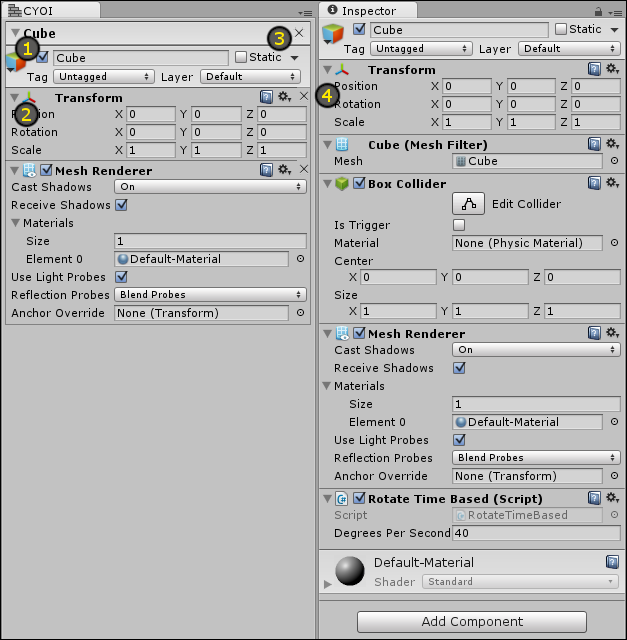 CYOI
Cube
3
1
Cube
Static
Tag Untagged Layer Default
Transform
2
Position X 0 Y 0 Z 0
Rotation X 0 Y 0 Z 0
Scale X 1 Y 1 Z 1
Mesh Renderer
Cast Shadows On
Receive Shadows
Materials
Size 1
Element 0 Default-Material
Use Light Probes
Reflection Probes Blend Probes
Anchor Override None (Transform)
Inspector
Cube
Static
Tag Untagged Layer Default
Transform
4
Position X 0 Y 0 Z 0
Rotation X 0 Y 0 Z 0
Scale X 1 Y 1 Z 1
Cube (Mesh Filter)
Mesh Cube
Box Collider
Edit Collider
Is Trigger
Material None (Physic Material)
Center
X 0 Y 0 Z 0
Size
X 1 Y 1 Z 1
Mesh Renderer
Cast Shadows On
Receive Shadows
Materials
Size 1
Element 0 Default-Material
Use Light Probes
Reflection Probes Blend Probes
Anchor Override None (Transform)
Rotate Time Based (Script)
Script RotateTimeBased
Degrees Per Second 40
Default-Material
Shader Standard
Add Component